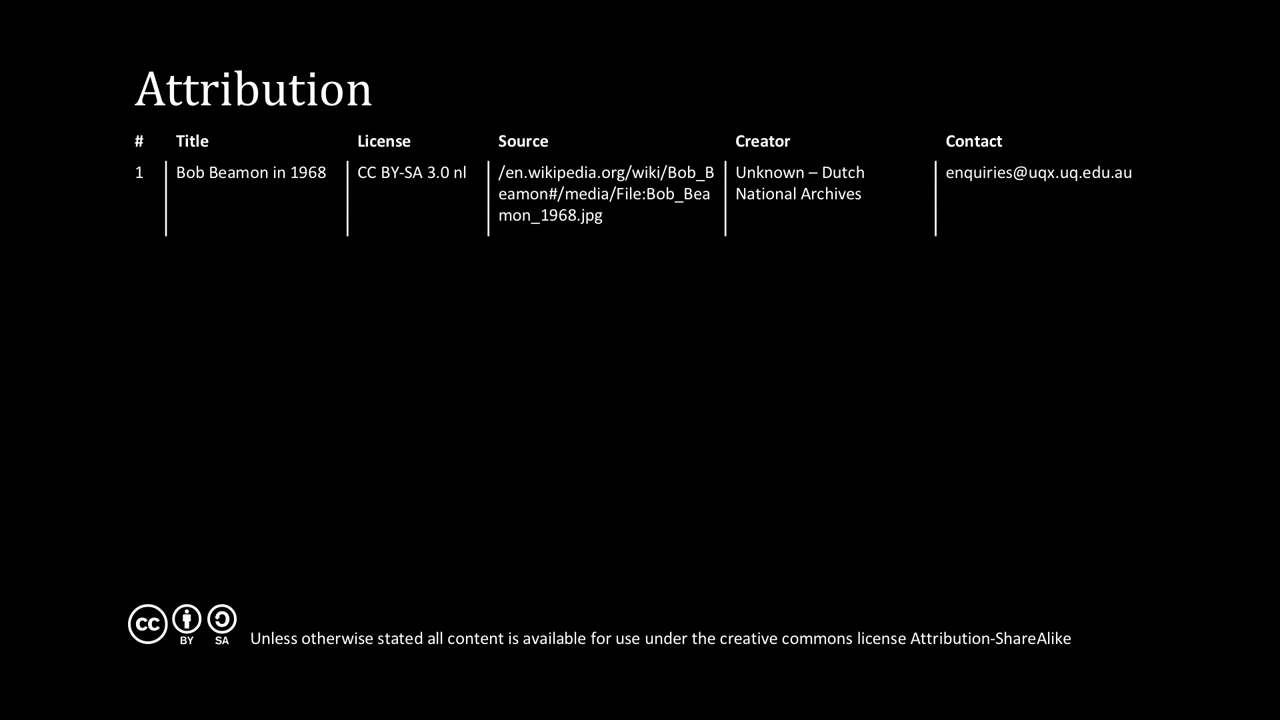 Attribution
# Title License Source Creator Contact
1 Bob Beamon in 1968 CC BY-SA 3.0 nl /en.wikipedia.org/wiki/Bob_B Unknown – Dutch enquiries@uqx.uq.edu.au
eamon#/media/File:Bob_Bea National Archives
mon_1968.jpg
cc BY SA Unless otherwise stated all content is available for use under the creative commons license Attribution-ShareAlike